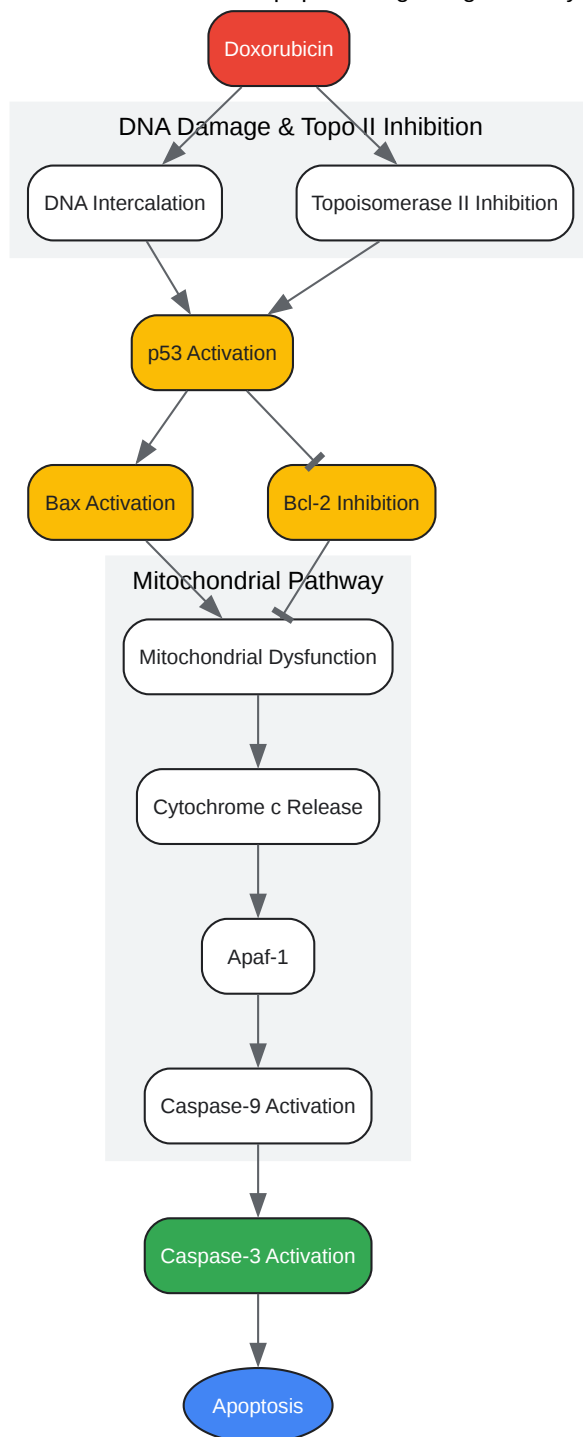 Doxorubicin
DNA Damage & Topo II Inhibition
DNA Intercalation
Topoisomerase II Inhibition
p53 Activation
Bax Activation
Bcl-2 Inhibition
Mitochondrial Pathway
Mitochondrial Dysfunction
Cytochrome c Release
Apaf-1
Caspase-9 Activation
Caspase-3 Activation
Apoptosis